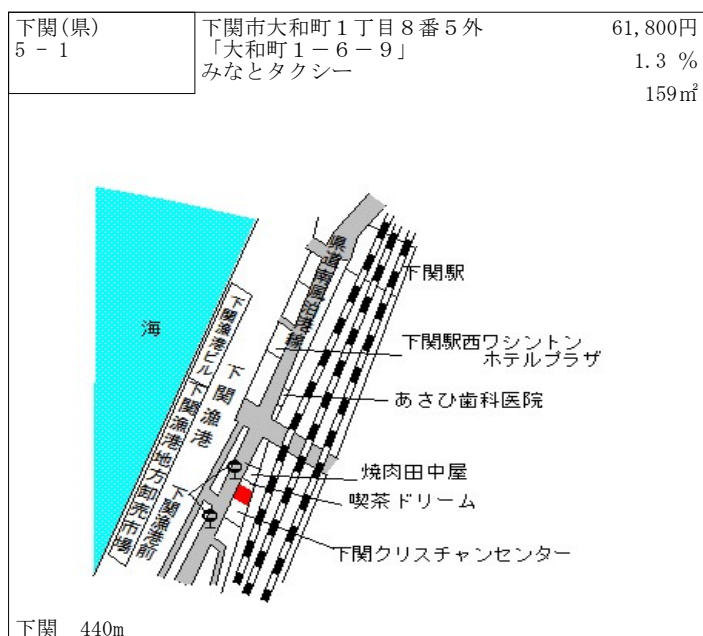 下関(県)
5 － 1
下関市大和町１丁目８番５外
「大和町１－６－９」
みなとタクシー
61,800円
1.3 %
159㎡
県道南風泊港線
下関駅
海
下関漁港ビル
下関漁港
下関駅西ワシントン
ホテルプラザ
あさひ歯科医院
下関漁港地方卸売市場
下関漁港前
焼肉田中屋
喫茶ドリーム
下関クリスチャンセンター
下関　440m